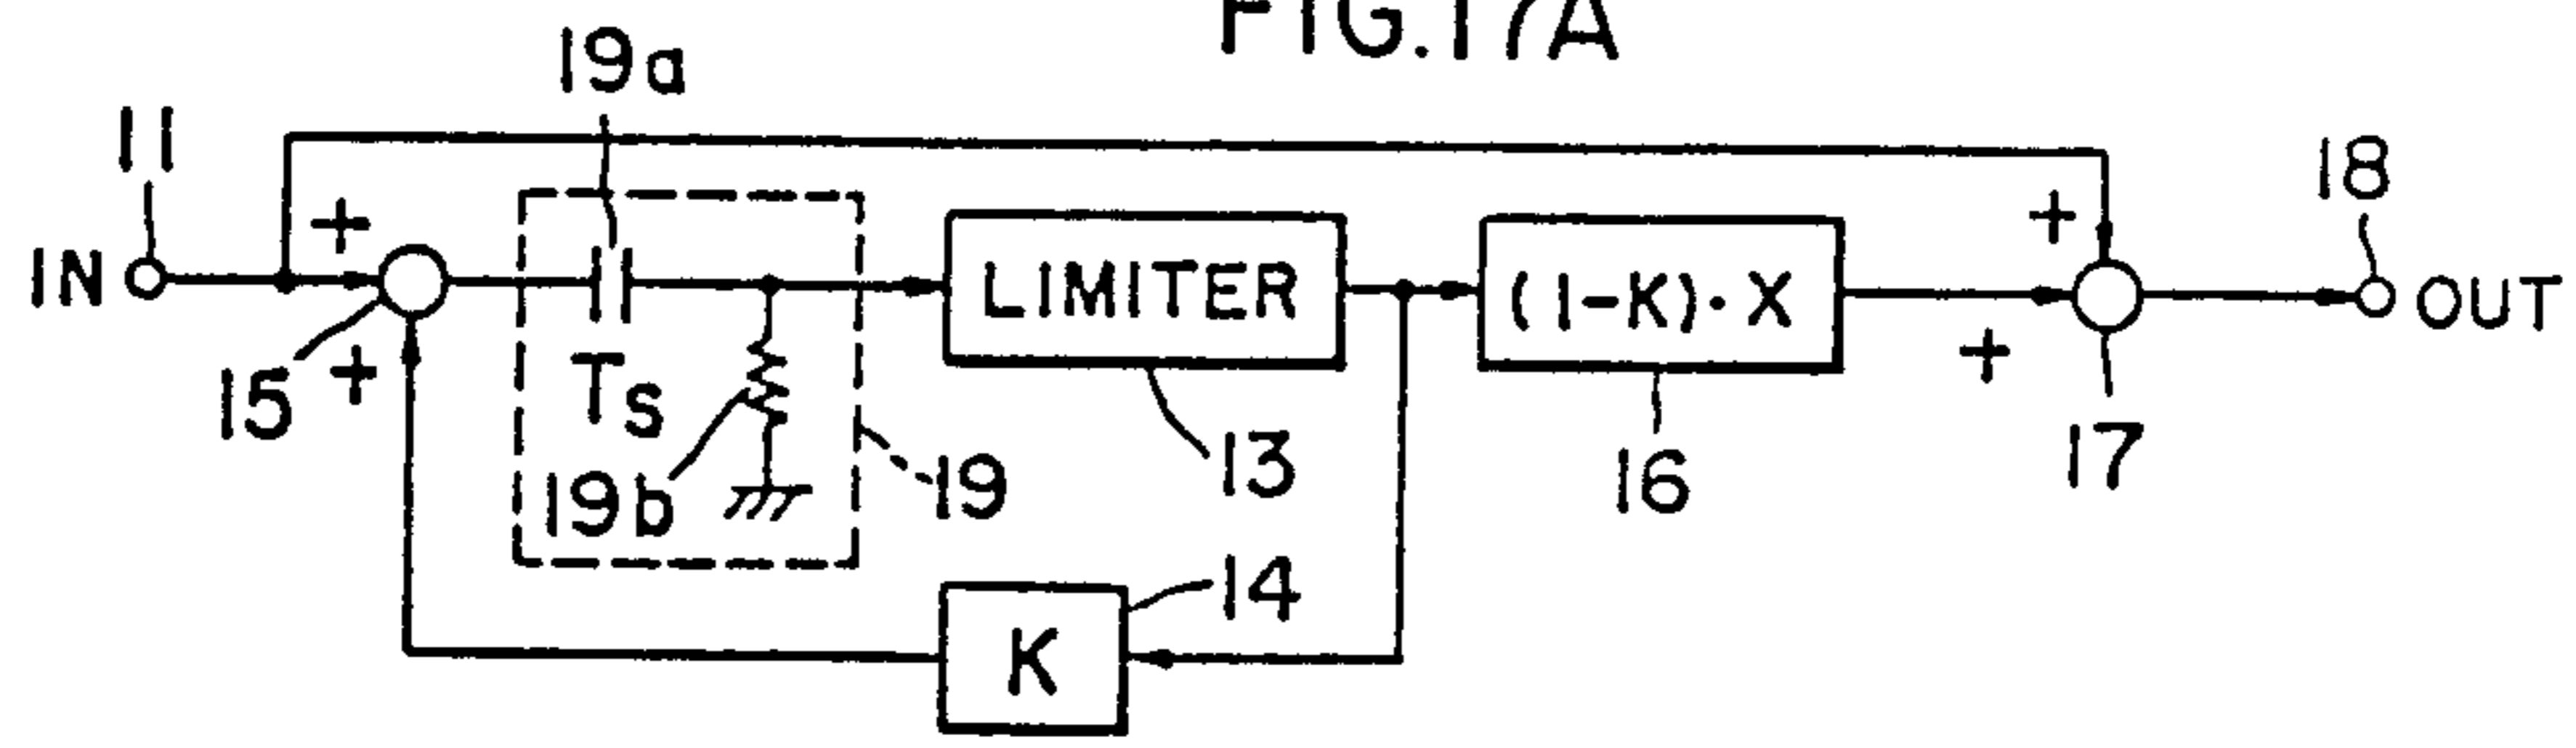 FIG.17A
19a
11
18
IN
+
+
LIMITER
(1-K)·X
+
+
OUT
15
TS
19b
19
13
16
17
14
K